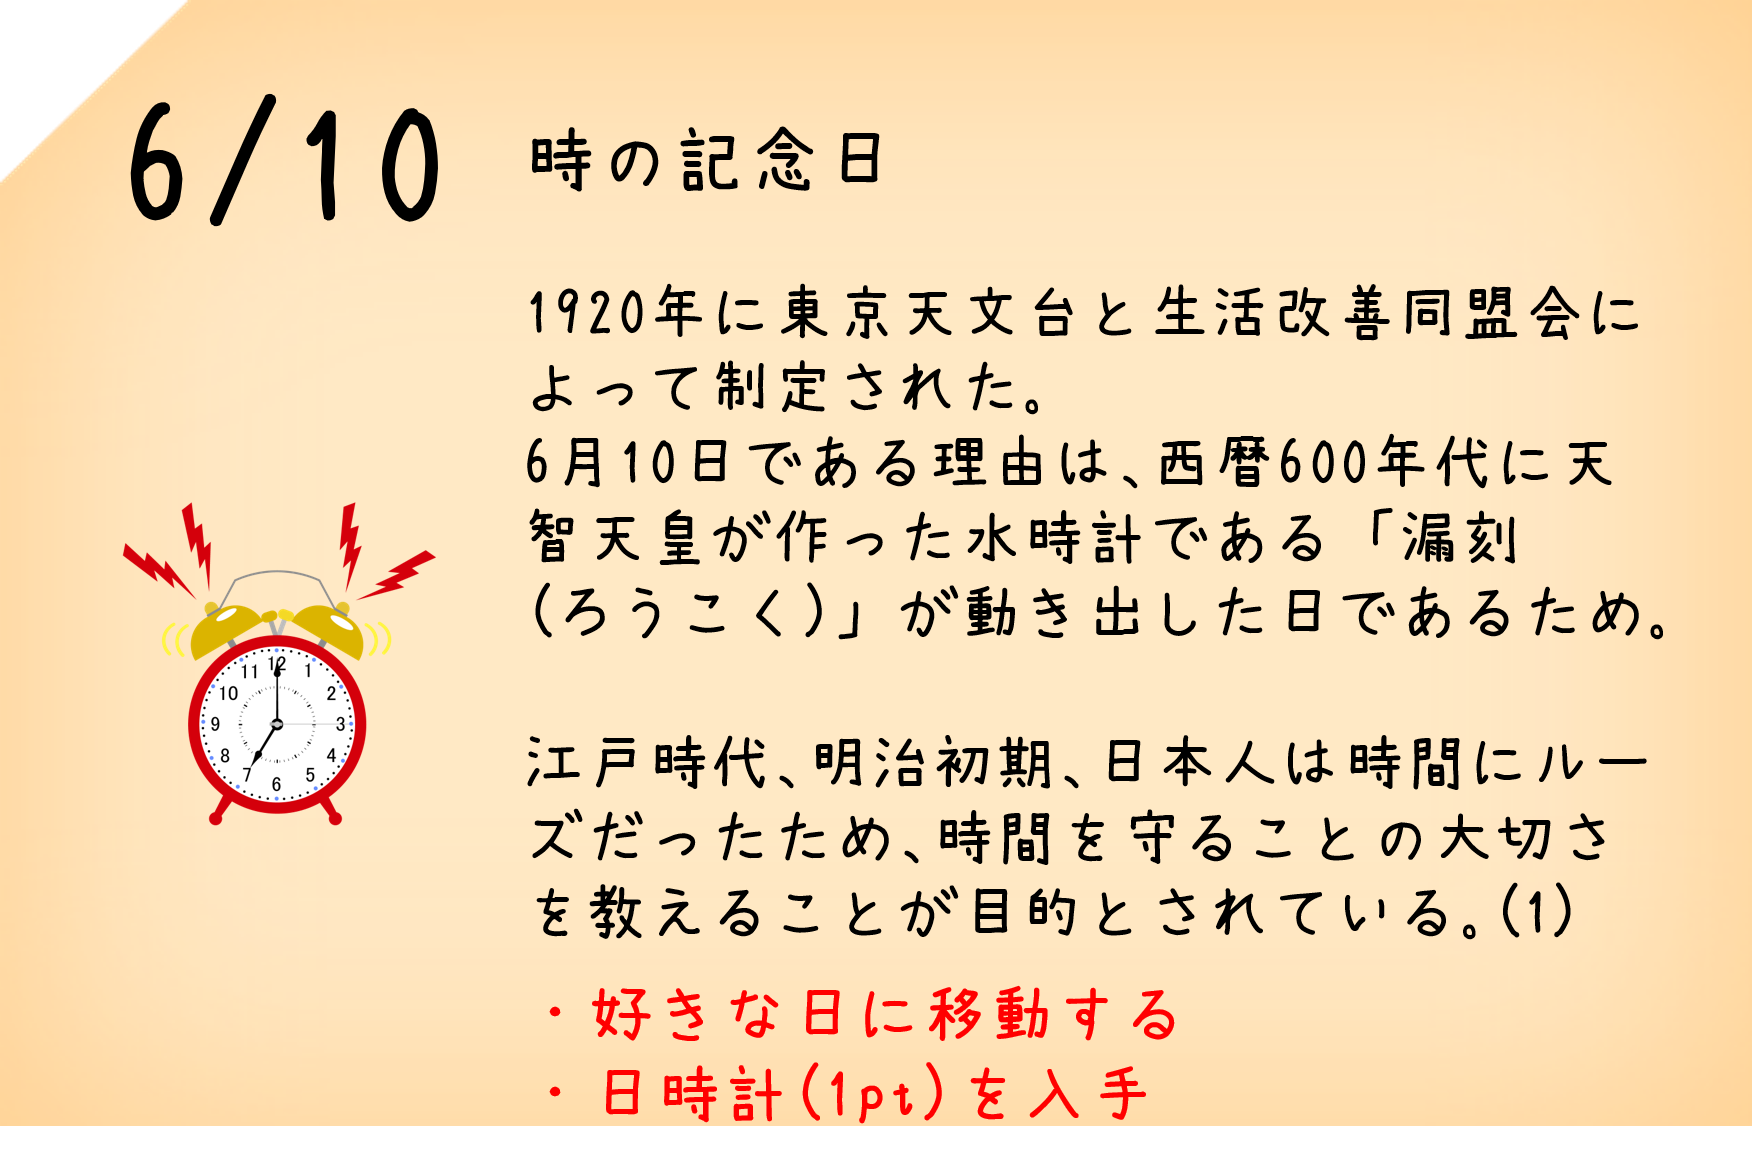 6/10
時の記念日
1920年に東京天文台と生活改善同盟会に
よって制定された。
6月10日である理由は、西暦600年代に天
智天皇が作った水時計である「漏刻
(ろうこく)」が動き出した日であるため。
江戸時代、明治初期、日本人は時間にルー
ズだったため、時間を守ることの大切さ
を教えることが目的とされている。(1)
・好きな日に移動する
・日時計(1pt)を入手
12
1
2
3
4
5
6
7
8
9
10
11